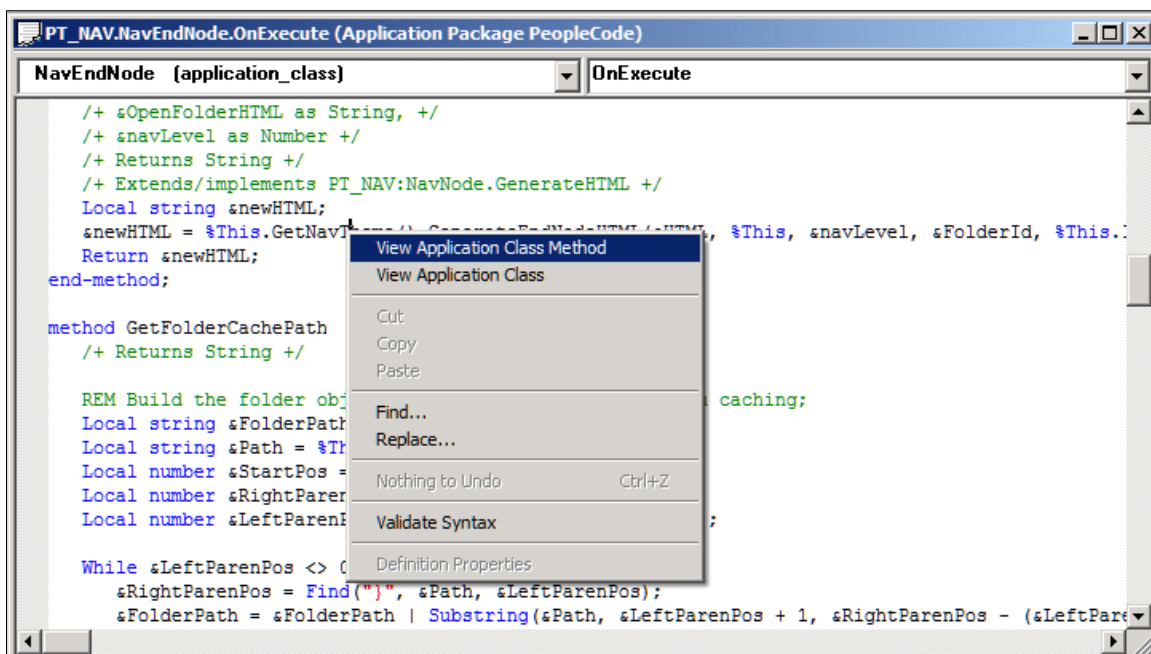 PT_NAV.NavEndNode.OnExecute (Application Package PeopleCode)
NavEndNode (application_class) OnExecute
/+ &OpenFolderHTML as String, +/
/+ &navLevel as Number +/
/+ Returns String +/
/+ Extends/implements PT_NAV:NavNode.GenerateHTML +/
Local string &newHTML;
&newHTML = %This.GetNavTheme().GenerateEndNodeHTML(&HTML, %This, &navLevel, &FolderId, %This.
Return &newHTML;
end-method;
method GetFolderCachePath
/+ Returns String +/
REM Build the folder obj caching;
Local string &FolderPath
Local string &Path = %Th
Local number &StartPos =
Local number &RightParen
Local number &LeftParen ;
While &LeftParenPos <>
&RightParenPos = Find("}", &Path, &LeftParenPos);
&FolderPath = &FolderPath | Substring(&Path, &LeftParenPos + 1, &RightParenPos - (&LeftPare
View Application Class Method
View Application Class
Cut
Copy
Paste
Find...
Replace...
Nothing to Undo Ctrl+Z
Validate Syntax
Definition Properties